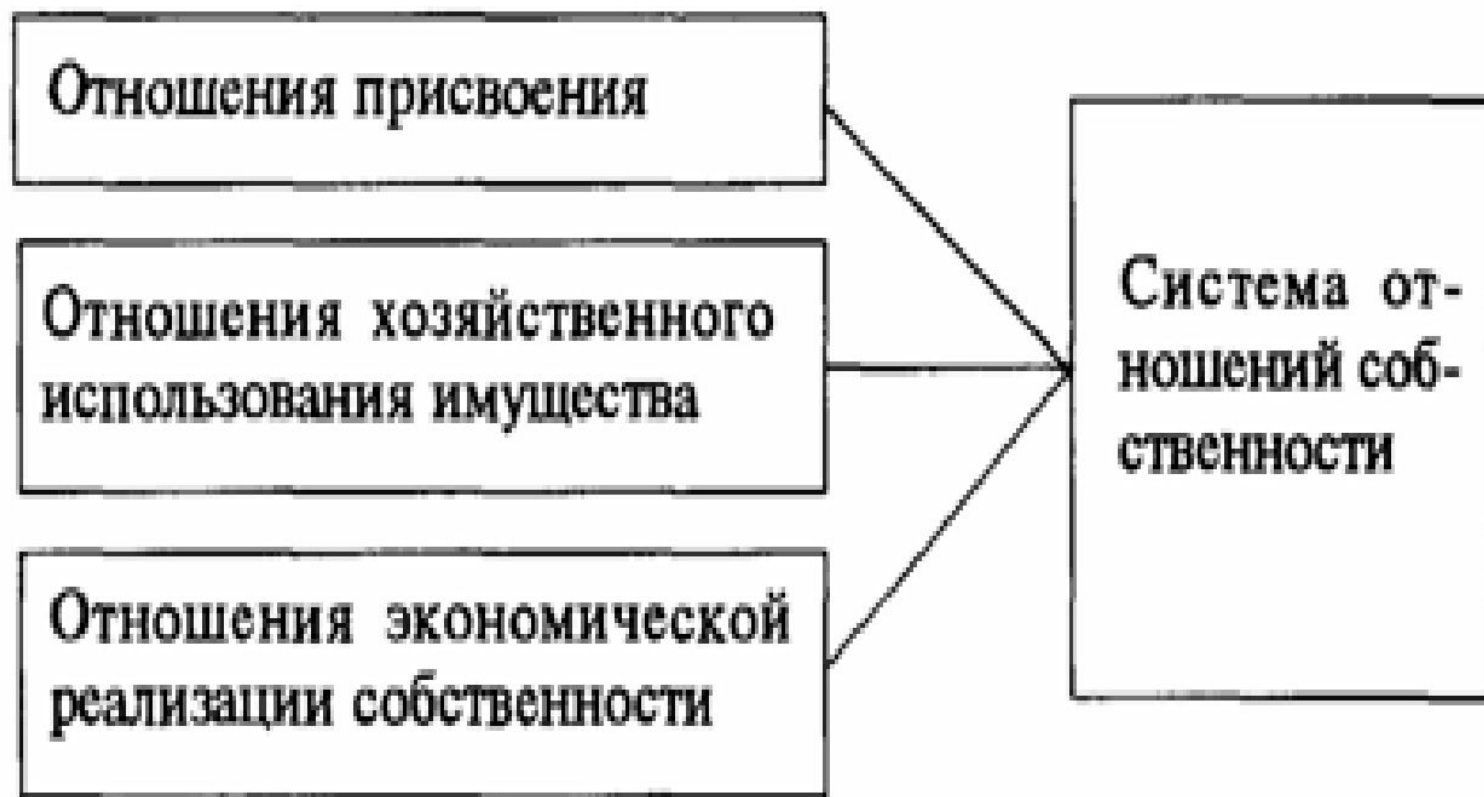 Отношения присвоения
Отношения хозяйственного
использования имущества
Отношения экономической
реализации собственности
Система от-
ношений соб-
ственности